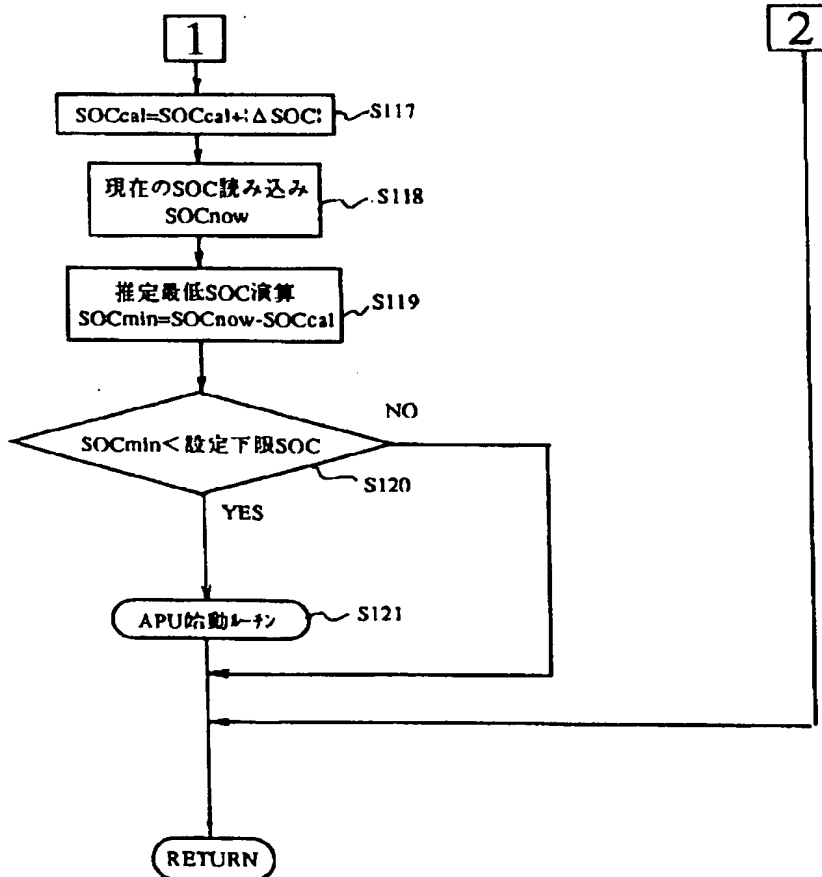 1
2
SOCcal=SOCcal+¦ΔSOC¦
S117
現在のSOC読み込み
SOCnow
S118
推定最低SOC演算
SOCmin=SOCnow-SOCcal
S119
SOCmin<設定下限SOC
NO
S120
YES
APU始動ルーチン
S121
RETURN